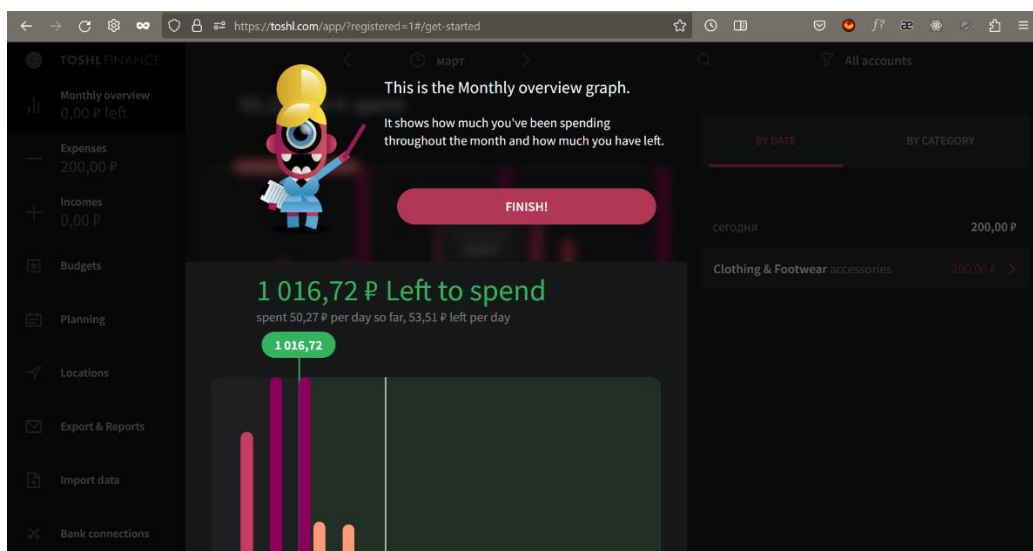 https://toshl.com/app/?registered=1#/get-started
TOSHL FINANCE
март
All accounts
Monthly overview
0,00 ₽ left
Expenses
200,00 ₽
Incomes
0,00 ₽
Budgets
Planning
Locations
Export & Reports
Import data
Bank connections
This is the Monthly overview graph.
It shows how much you've been spending
throughout the month and how much you have left.
FINISH!
1 016,72 ₽ Left to spend
spent 50,27 ₽ per day so far, 53,51 ₽ left per day
1 016,72
BY DATE BY CATEGORY
сегодня 200,00 ₽
Clothing & Footwear accessories 200,00 ₽